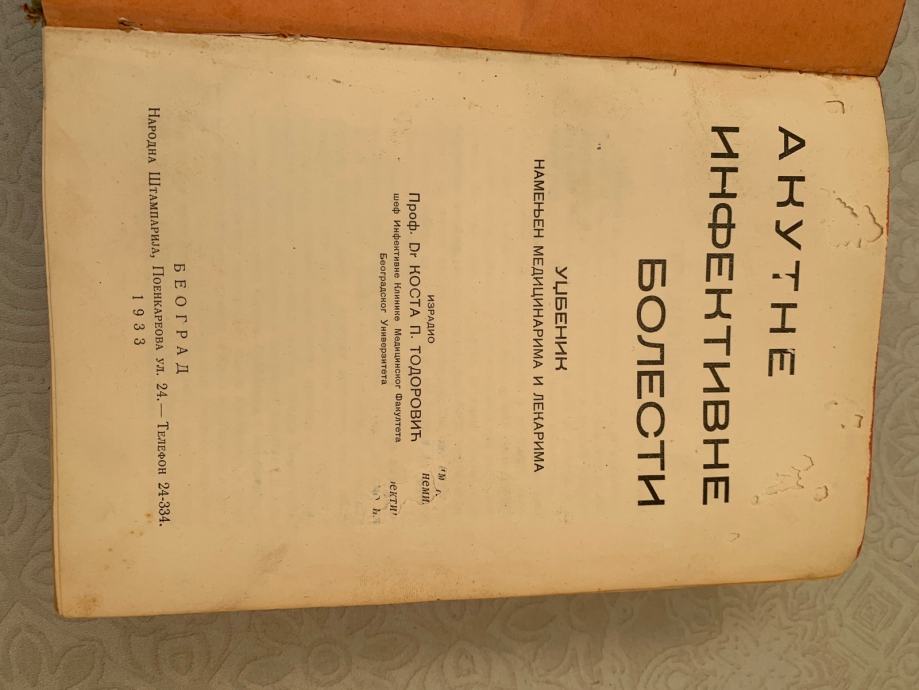 АКУТНЕ
ИНФЕКТИВНЕ
БОЛЕСТИ
УЏБЕНИК
НАМЕЊЕН МЕДИЦИНАРИМА И ЛЕКАРИМА
ИЗРАДИО
Проф. Dr КОСТА П. ТОДОРОВИЋ
шеф Инфективне Клинике Медицинског Факултета
Београдског Универзитета
БЕОГРАД
Народна Штампарија, Поенкареова ул. 24.— Телефон 24-334.
1933